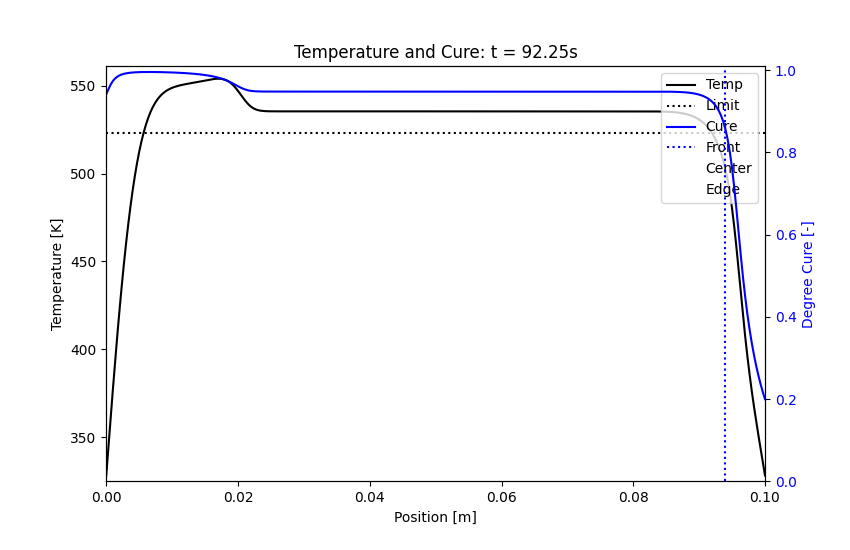 Temperature and Cure: t = 92.25s
Temperature [K]
550
500
450
400
350
Temp
Limit
Cure
Front
Center
Edge
1.0
0.8
0.6
0.4
0.2
0.0
Degree Cure [-]
0.00 0.02 0.04 0.06 0.08 0.10
Position [m]